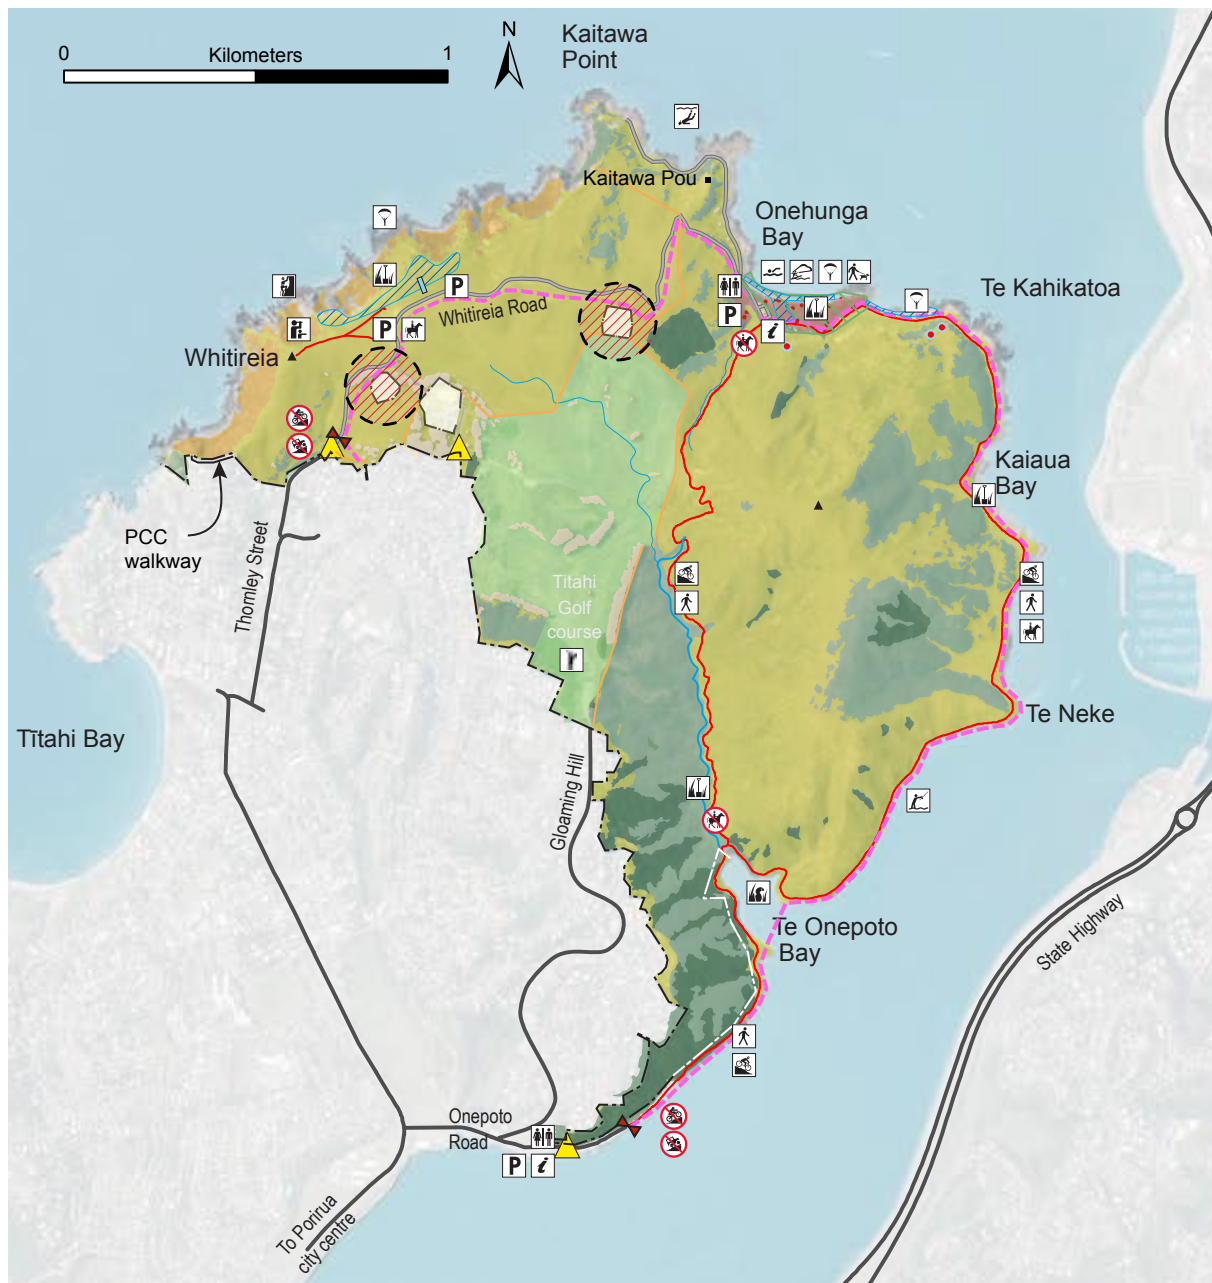 Kaitawa
Point
N
0
Kilometers
1
Kaitawa Pou
Onehunga
Bay
Te Kahikatoa
P
Whitireia Road
P
P
i
Whitireia
Kaiaua
Bay
PCC
walkway
Thornley Street
Titahi
Golf
course
Te Neke
Tītahi Bay
Gloaming Hill
Te Onepoto
Bay
State Highway
Onepoto
Road
P
i
To Porirua
city centre